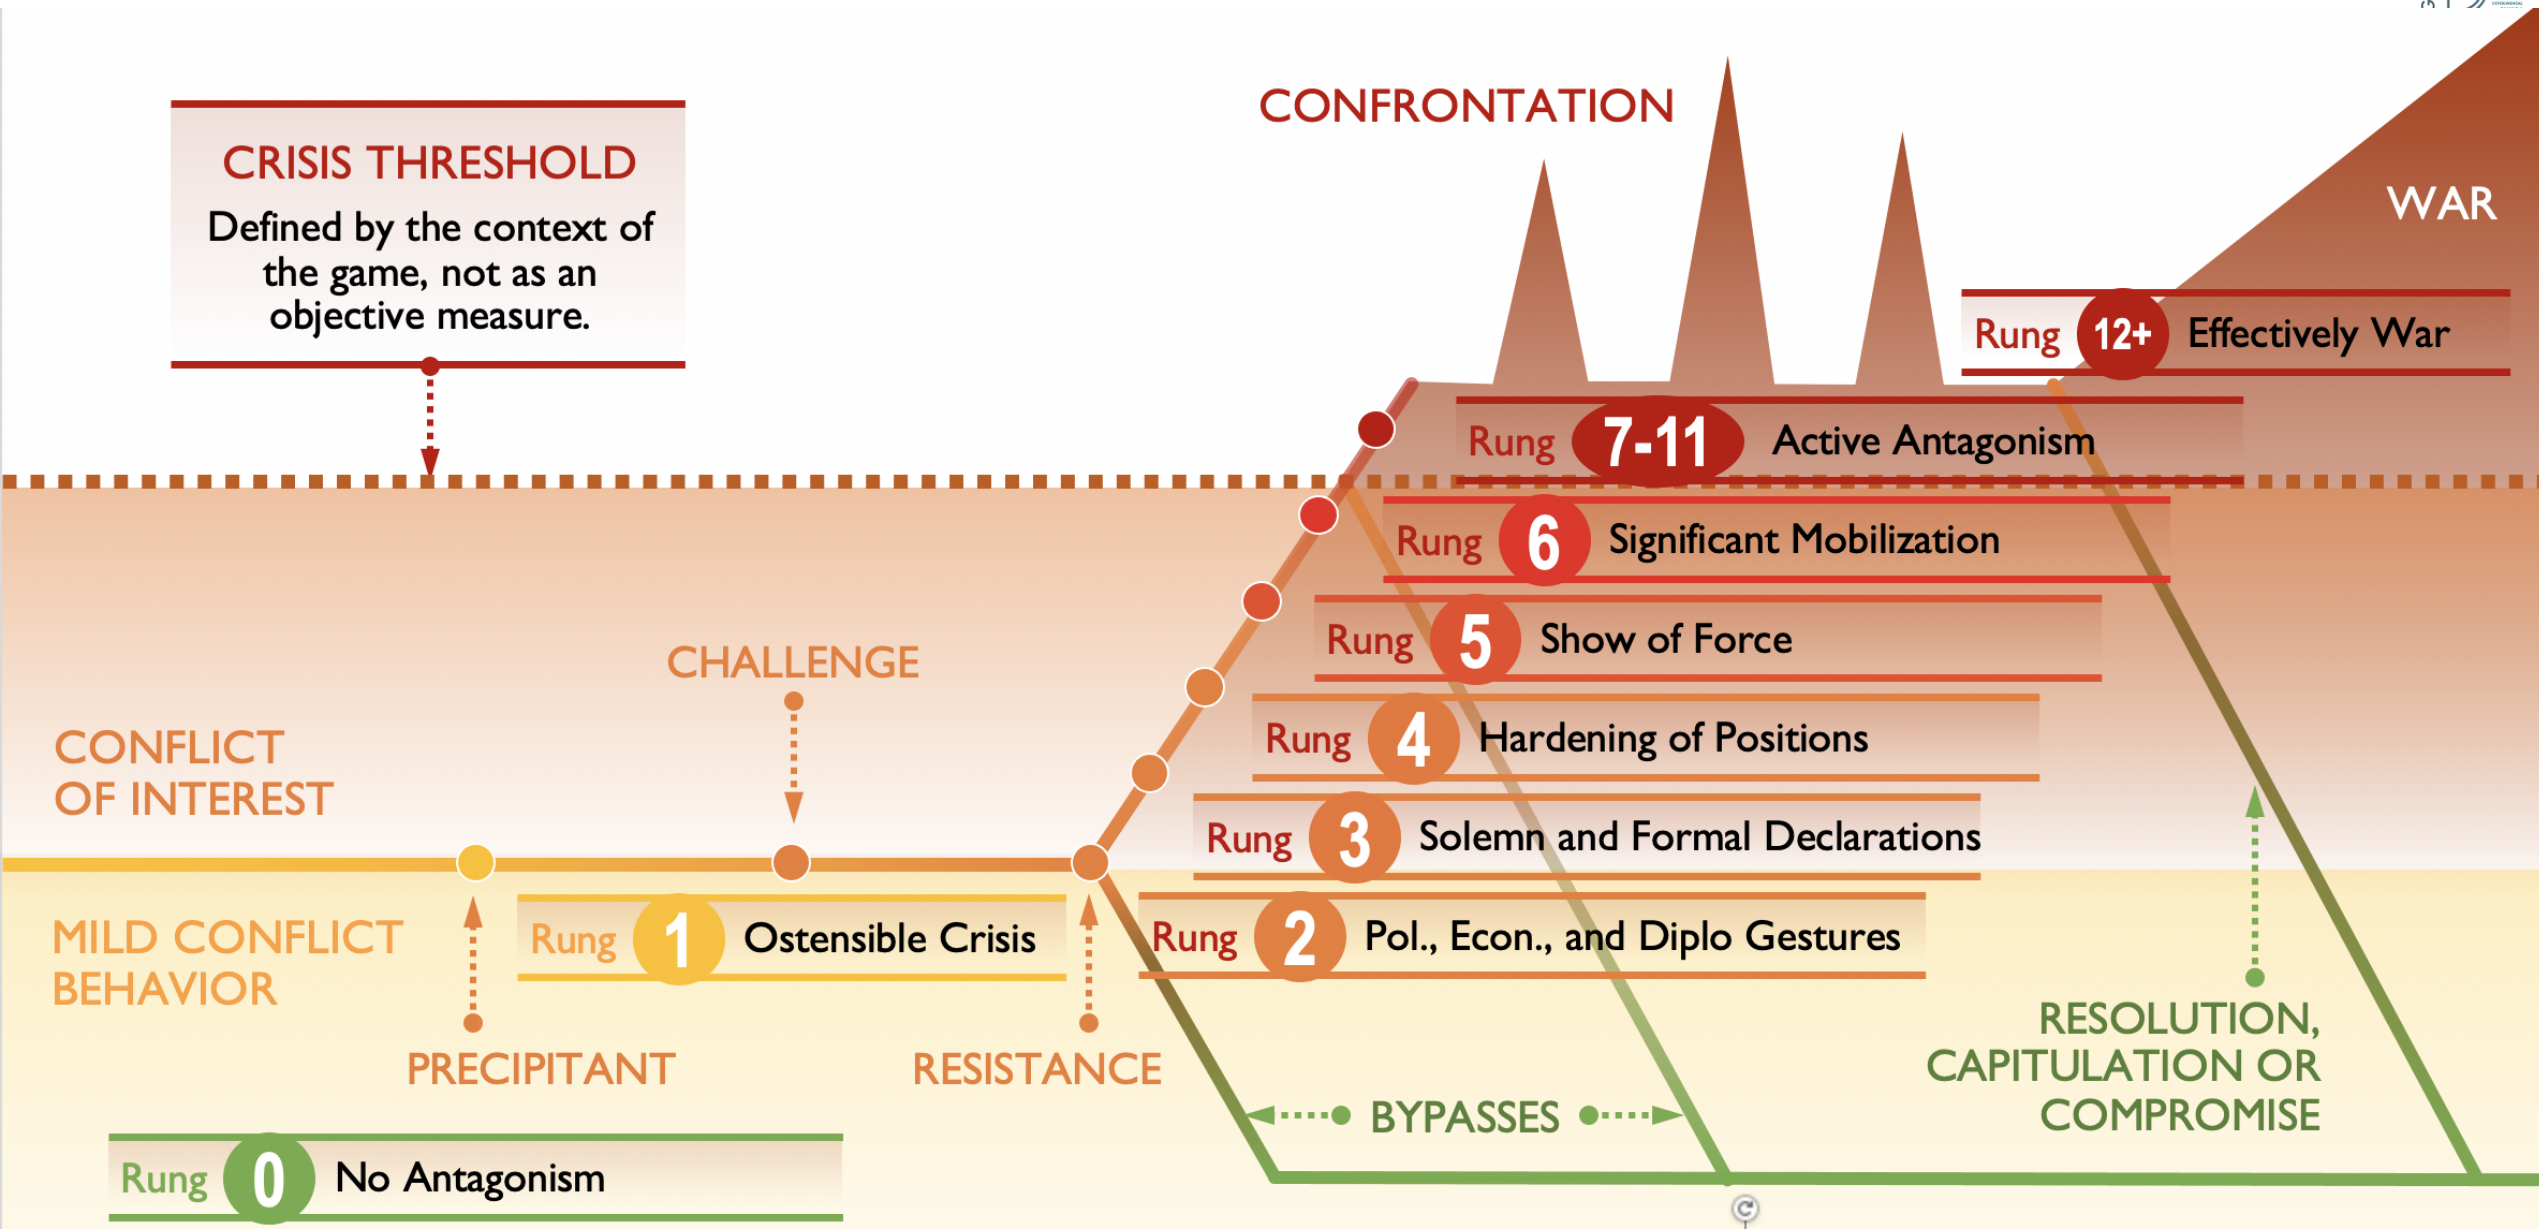 CRISIS THRESHOLD
Defined by the context of
the game, not as an
objective measure.
CONFRONTATION
WAR
Rung 12+ Effectively War
Rung 7-11 Active Antagonism
Rung 6 Significant Mobilization
Rung 5 Show of Force
CHALLENGE
Rung 4 Hardening of Positions
CONFLICT
OF INTEREST
Rung 3 Solemn and Formal Declarations
MILD CONFLICT
BEHAVIOR
Rung 1 Ostensible Crisis
Rung 2 Pol., Econ., and Diplo Gestures
PRECIPITANT
RESISTANCE
BYPASSES
RESOLUTION,
CAPITULATION OR
COMPROMISE
Rung 0 No Antagonism